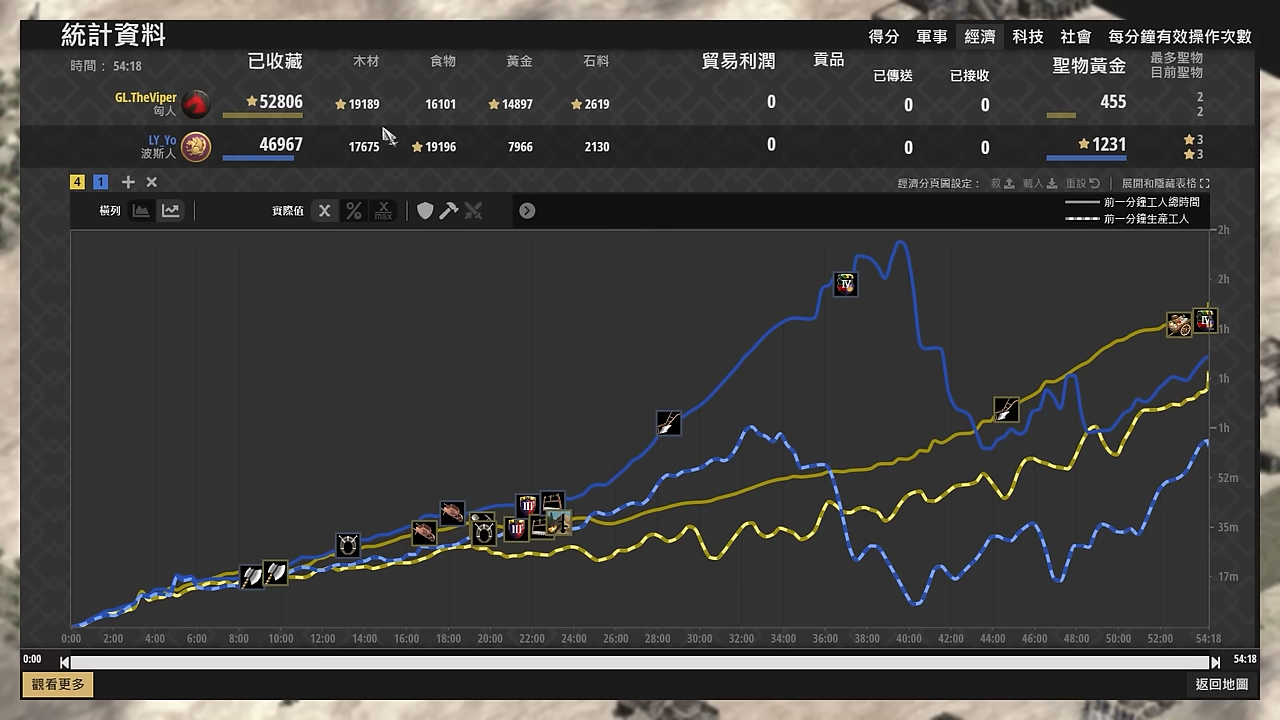 統計資料
得分 軍事 經濟 科技 社會 每分鐘有效操作次數
時間： 54:18
已收藏 木材 食物 黃金 石料 貿易利潤 貢品 已傳送 已接收 聖物黃金 最多聖物
目前聖物
GL.TheViper
匈人
52806 19189 16101 14897 2619 0 0 0 455 2
2
LY_Yo
波斯人
46967 17675 19196 7966 2130 0 0 0 1231 3
3
4 1
經濟分頁圖設定： 載入 重設 展開和隱藏表格
橫列 實際值 X % X
max
前一分鐘工人總時間
前一分鐘生產工人
2h
2h
1h
1h
1h
52m
35m
17m
0:00 2:00 4:00 6:00 8:00 10:00 12:00 14:00 16:00 18:00 20:00 22:00 24:00 26:00 28:00 30:00 32:00 34:00 36:00 38:00 40:00 42:00 44:00 46:00 48:00 50:00 52:00 54:18
0:00 54:18
觀看更多 返回地圖